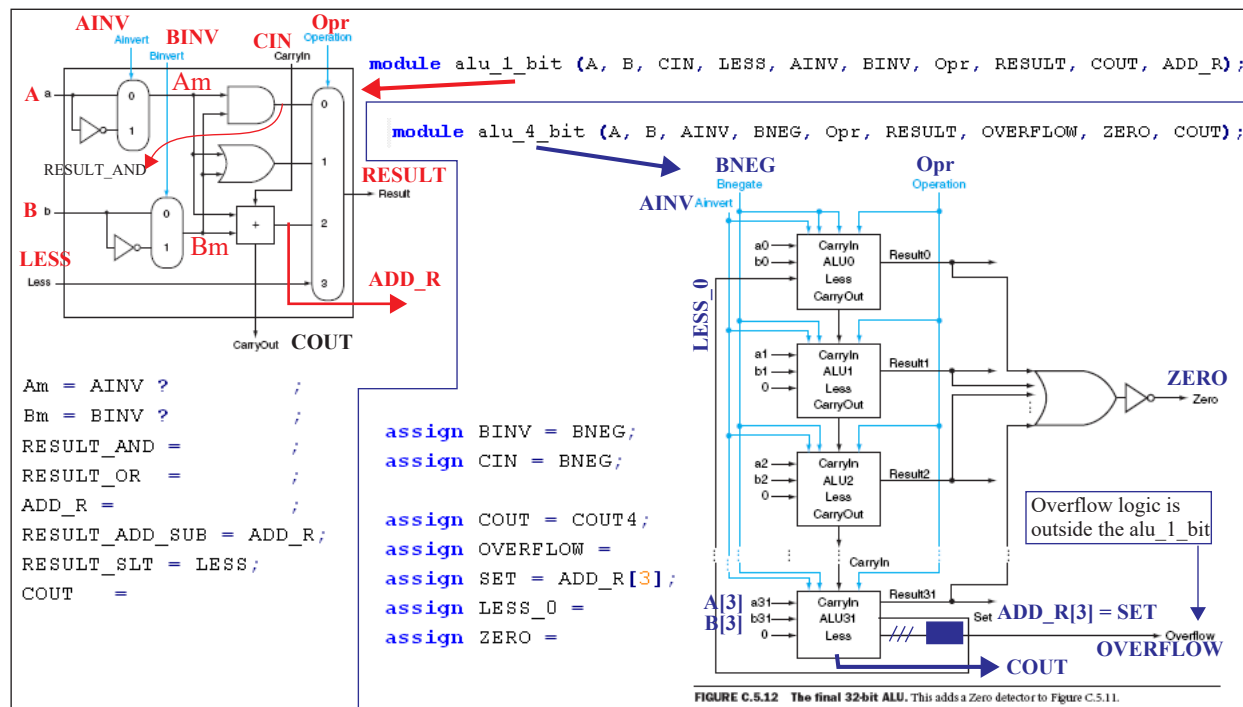 AINV
BINV
CIN
Opr
Ainvert
Binvert
CarryIn
Operation
module alu_1_bit (A, B, CIN, LESS, AINV, BINV, Opr, RESULT, COUT, ADD_R);
A a
0
1
Am
0
RESULT_AND
1
RESULT
Result
B b
0
1
Bm
+
2
LESS
Less
3
ADD_R
CarryOut
COUT
module alu_4_bit (A, B, AINV, BNEG, Opr, RESULT, OVERFLOW, ZERO, COUT);
BNEG
Bnegate
Opr
Operation
AINV
Ainvert
LESS_0
a0
b0
CarryIn
ALU0
Less
CarryOut
Result0
a1
b1
0
CarryIn
ALU1
Less
CarryOut
Result1
a2
b2
0
CarryIn
ALU2
Less
CarryOut
Result2
ZERO
Zero
CarryIn
A[3] a31
B[3] b31
0
CarryIn
ALU31
Less
Result31
Set
ADD_R[3] = SET
Overflow logic is
outside the alu_1_bit
Overflow
OVERFLOW
COUT
Am = AINV ? ;
Bm = BINV ? ;
RESULT_AND = ;
RESULT_OR = ;
ADD_R = ;
RESULT_ADD_SUB = ADD_R;
RESULT_SLT = LESS;
COUT =
assign BINV = BNEG;
assign CIN = BNEG;
assign COUT = COUT4;
assign OVERFLOW =
assign SET = ADD_R[3];
assign LESS_0 =
assign ZERO =
FIGURE C.5.12 The final 32-bit ALU. This adds a Zero detector to Figure C.5.11.